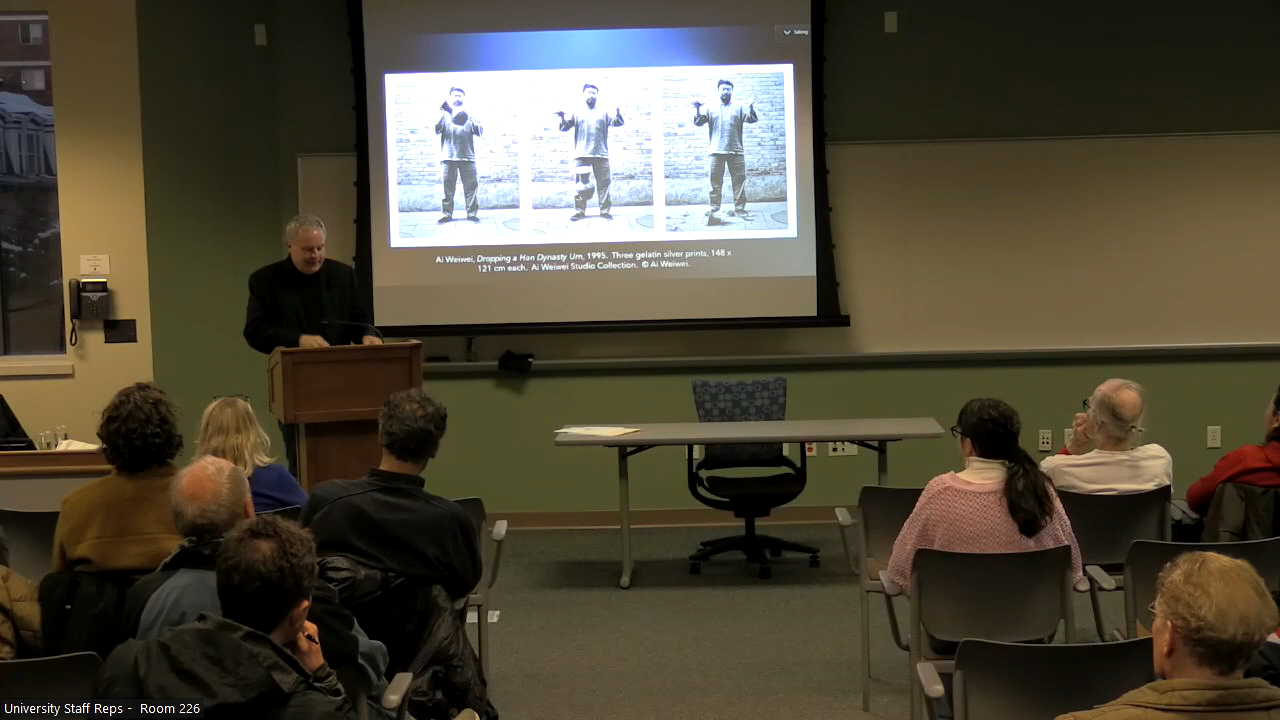 talking
Ai Weiwei, Dropping a Han Dynasty Urn, 1995. Three gelatin silver prints, 148 x
121 cm each. Ai Weiwei Studio Collection. © Ai Weiwei.
University Staff Reps - Room 226